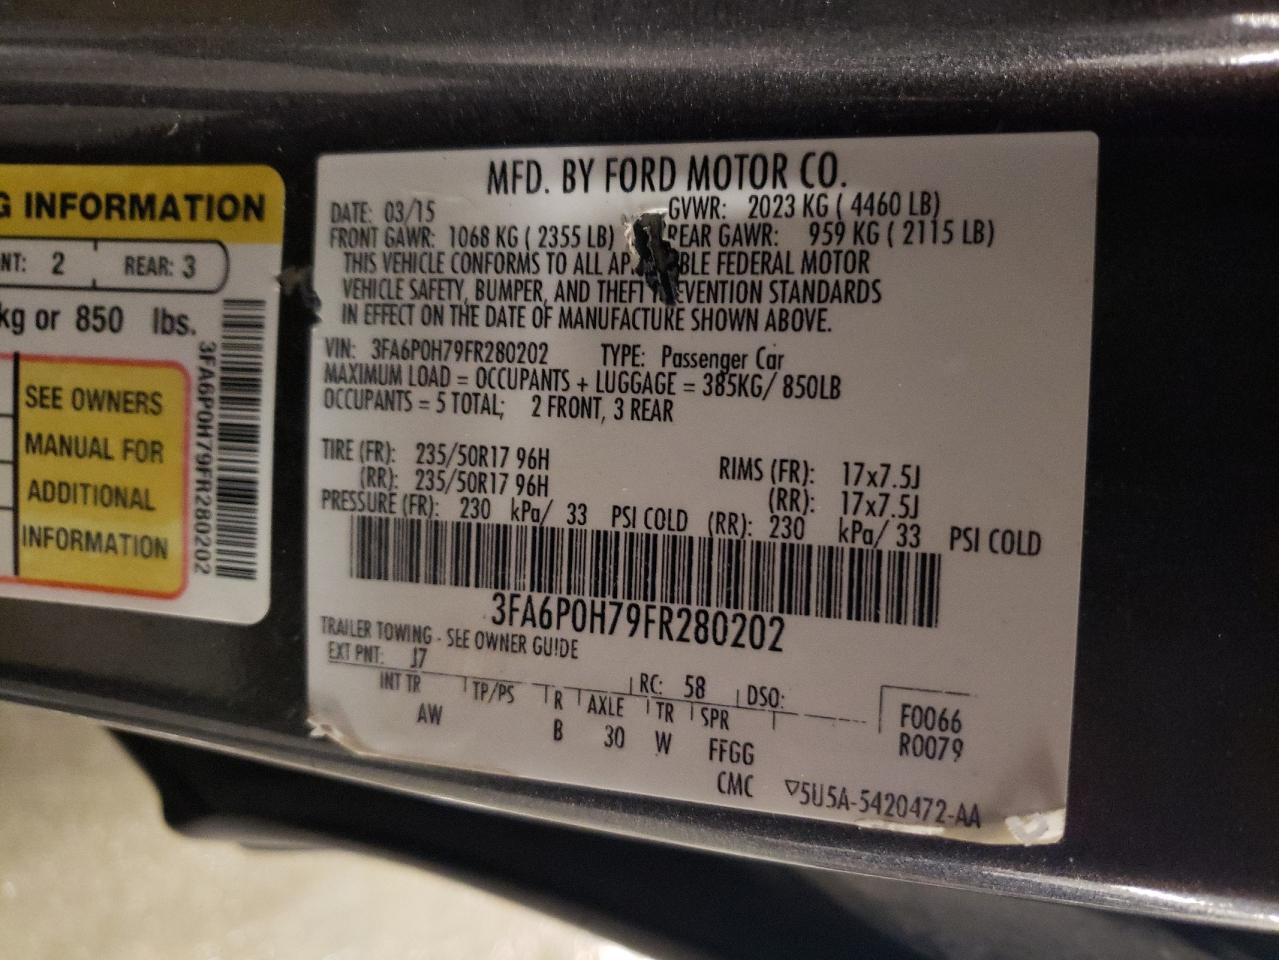 G INFORMATION
NT: 2 REAR: 3
kg or 850 lbs.
SEE OWNERS
MANUAL FOR
ADDITIONAL
INFORMATION
3FA6P0H79FR280202
MFD. BY FORD MOTOR CO.
DATE: 03/15 GVWR: 2023 KG ( 4460 LB)
FRONT GAWR: 1068 KG ( 2355 LB) REAR GAWR: 959 KG ( 2115 LB)
THIS VEHICLE CONFORMS TO ALL AP BLE FEDERAL MOTOR
VEHICLE SAFETY, BUMPER, AND THEFT EVENTION STANDARDS
IN EFFECT ON THE DATE OF MANUFACTURE SHOWN ABOVE.
VIN: 3FA6P0H79FR280202 TYPE: Passenger Car
MAXIMUM LOAD = OCCUPANTS + LUGGAGE = 385KG/ 850LB
OCCUPANTS = 5 TOTAL; 2 FRONT, 3 REAR
TIRE (FR): 235/50R17 96H RIMS (FR): 17x7.5J
(RR): 235/50R17 96H (RR): 17x7.5J
PRESSURE (FR): 230 kPa/ 33 PSI COLD (RR): 230 kPa/ 33 PSI COLD
3FA6P0H79FR280202
TRAILER TOWING - SEE OWNER GUIDE
EXT PNT: J7 RC: 58 DSO:
INT TR TP/PS R AXLE TR SPR F0066
AW B 30 W FFGG R0079
CMC ▽5U5A-5420472-AA